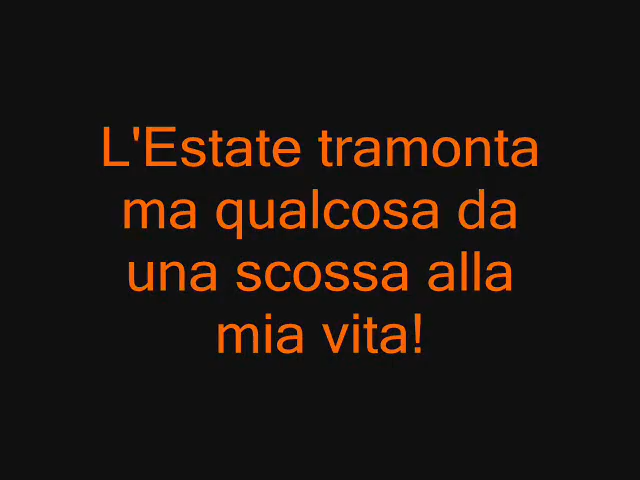 L'Estate tramonta
ma qualcosa da
una scossa alla
mia vita!